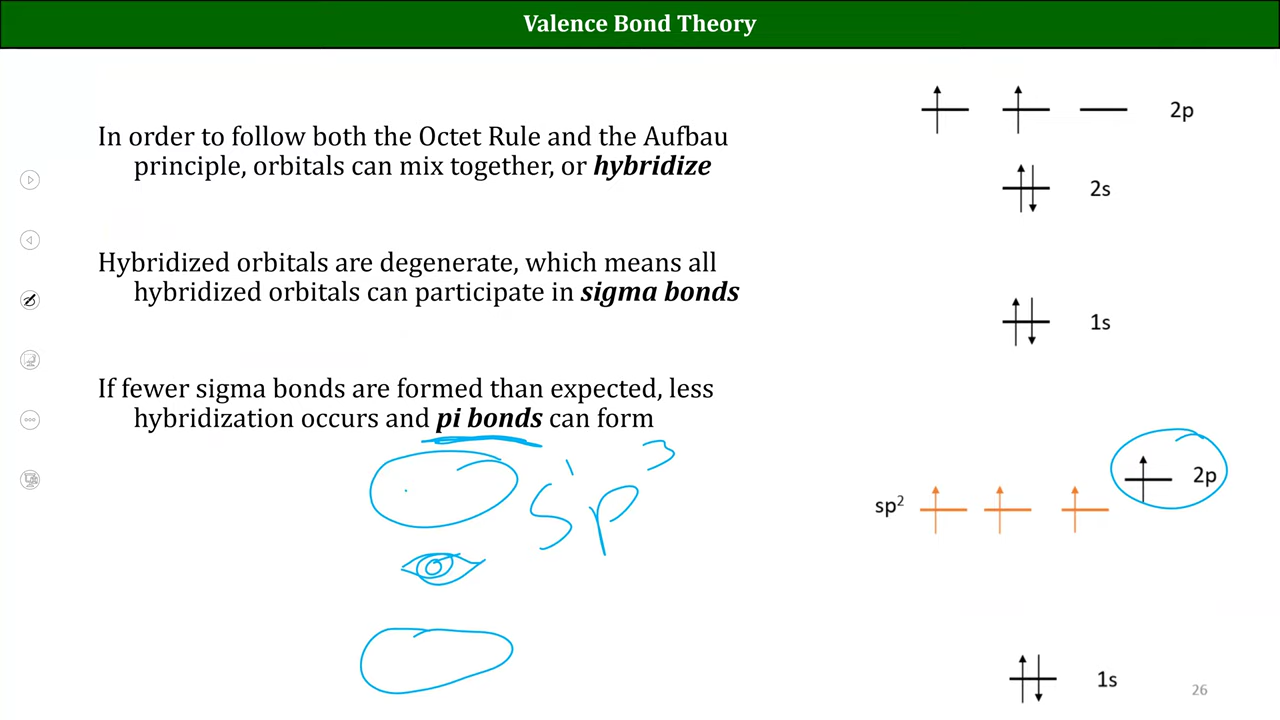 Valence Bond Theory
In order to follow both the Octet Rule and the Aufbau
principle, orbitals can mix together, or hybridize
Hybridized orbitals are degenerate, which means all
hybridized orbitals can participate in sigma bonds
If fewer sigma bonds are formed than expected, less
hybridization occurs and pi bonds can form
s¹p³
2p
2s
1s
2p
sp²
1s
26